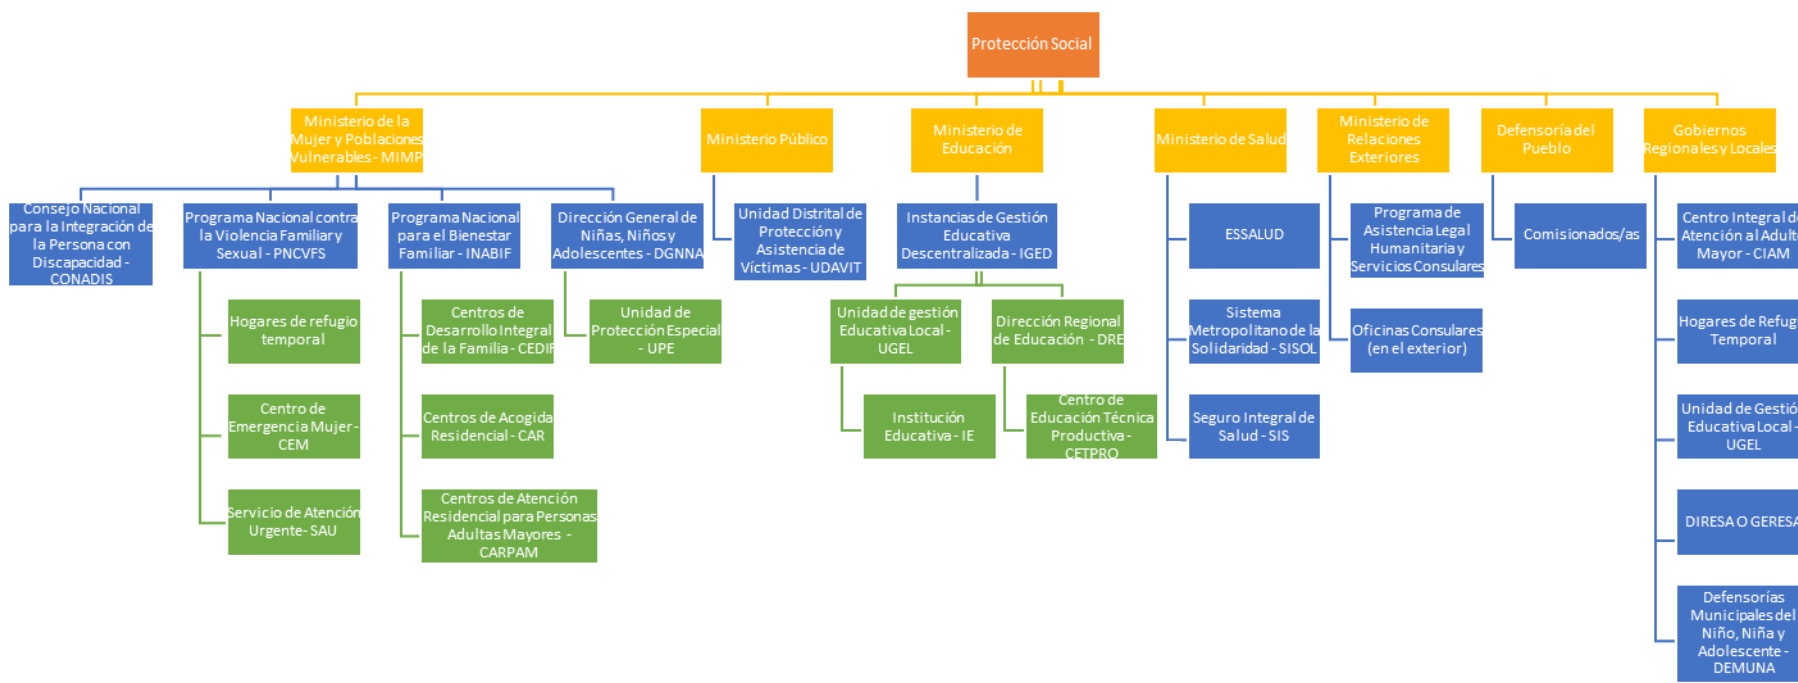 Protección Social
Ministerio de la
Mujer y Poblaciones
Vulnerables - MIMP
Ministerio Público
Ministerio de
Educación
Ministerio de Salud
Ministerio de
Relaciones
Exteriores
Defensoría del
Pueblo
Gobiernos
Regionales y Locales
Consejo Nacional
para la Integración de
la Persona con
Discapacidad -
CONADIS
Programa Nacional contra
la Violencia Familiar y
Sexual - PNCVFS
Programa Nacional
para el Bienestar
Familiar - INABIF
Dirección General de
Niñas, Niños y
Adolescentes - DGNNA
Unidad Distrital de
Protección y
Asistencia de
Víctimas - UDAVIT
Instancias de Gestión
Educativa
Descentralizada - IGED
ESSALUD
Programa de
Asistencia Legal
Humanitaria y
Servicios Consulares
Comisionados/as
Centro Integral de
Atención al Adulto
Mayor - CIAM
Hogares de refugio
temporal
Centros de
Desarrollo Integral
de la Familia - CEDIF
Unidad de
Protección Especial
- UPE
Unidad de gestión
Educativa Local -
UGEL
Dirección Regional
de Educación - DRE
Sistema
Metropolitano de la
Solidaridad - SISOL
Oficinas Consulares
(en el exterior)
Hogares de Refugi
Temporal
Centro de
Emergencia Mujer-
CEM
Centros de Acogida
Residencial - CAR
Institución
Educativa - IE
Centro de
Educación Técnica
Productiva-
CETPRO
Seguro Integral de
Salud - SIS
Unidad de Gestió
Educativa Local -
UGEL
Servicio de Atención
Urgente- SAU
Centros de Atención
Residencial para Personas
Adultas Mayores -
CARPAM
DIRESA O GERESA
Defensorías
Municipales del
Niño, Niña y
Adolescente -
DEMUNA